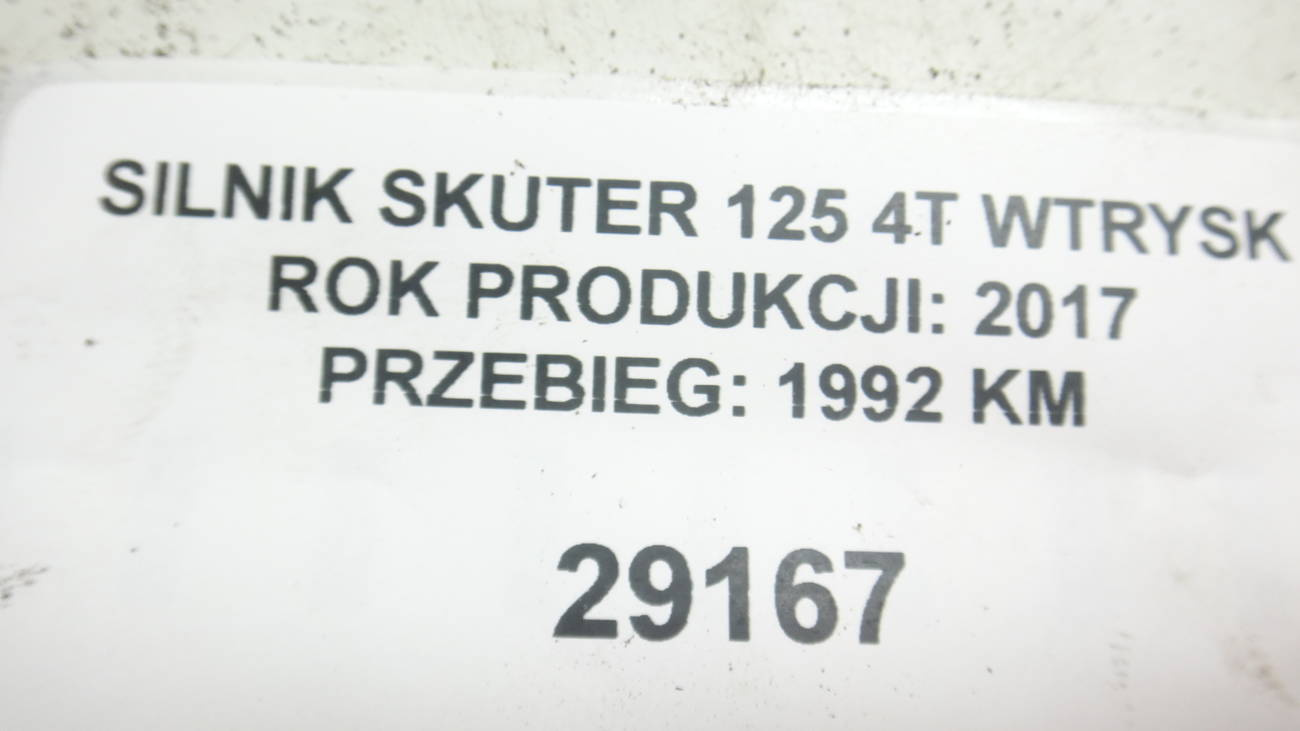 SILNIK SKUTER 125 4T WTRYSK
ROK PRODUKCJI: 2017
PRZEBIEG: 1992 KM
29167